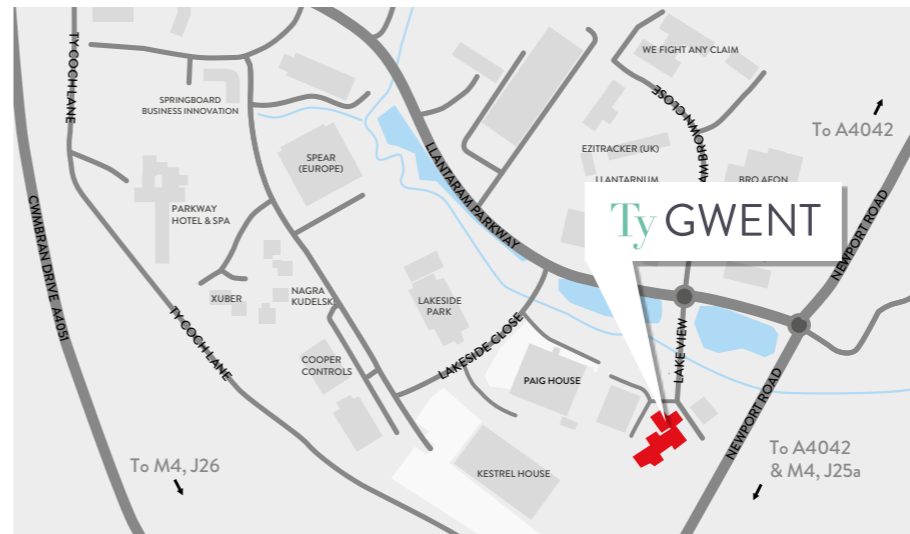 WE FIGHT ANY CLAIM
TY COCH LANE
SPRINGBOARD
BUSINESS INNOVATION
BROWN CLOSE
To A4042
EZITRACKER (UK)
SPEAR
(EUROPE)
LLANTARAM PARKWAY
LLANTARNUM
BRO AFON
PARKWAY
HOTEL & SPA
Ty GWENT
CWMBRAN DRIVE A4051
NEWPORT ROAD
XUBER
NAGRA
KUDELSKI
LAKESIDE
PARK
TY COCH LANE
LAKESIDE CLOSE
LAKE VIEW
COOPER
CONTROLS
PAIG HOUSE
NEWPORT ROAD
To M4, J26
KESTREL HOUSE
To A4042
& M4, J25a